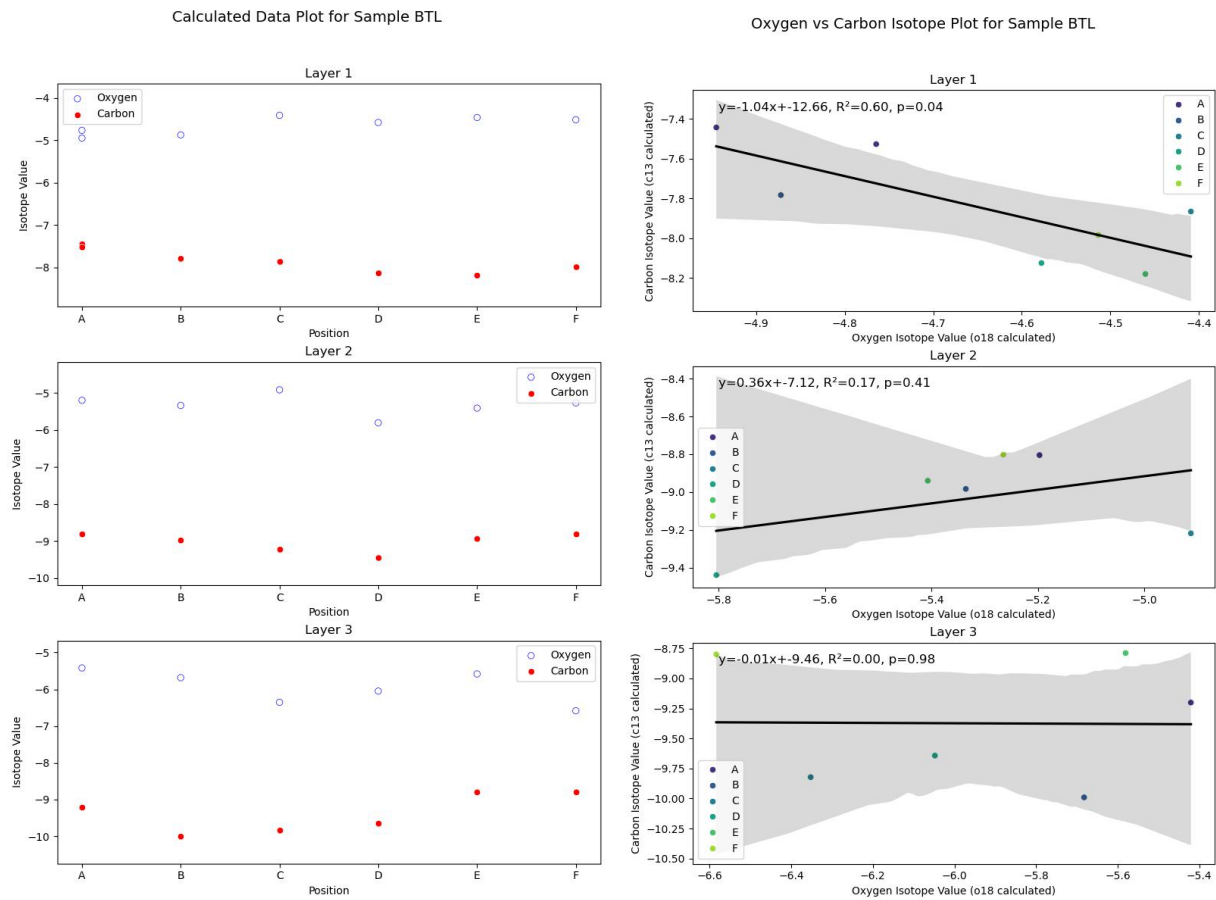 Calculated Data Plot for Sample BTL
Layer 1
Isotope Value
−4
−5
−6
−7
−8
Oxygen
Carbon
A B C D E F
Position
Layer 2
Isotope Value
−5
−6
−7
−8
−9
−10
Oxygen
Carbon
A B C D E F
Position
Layer 3
Isotope Value
−5
−6
−7
−8
−9
−10
Oxygen
Carbon
A B C D E F
Position
Oxygen vs Carbon Isotope Plot for Sample BTL
Layer 1
y=-1.04x+-12.66, R²=0.60, p=0.04
Carbon Isotope Value (c13 calculated)
−7.4
−7.6
−7.8
−8.0
−8.2
A
B
C
D
E
F
−4.9 −4.8 −4.7 −4.6 −4.5 −4.4
Oxygen Isotope Value (o18 calculated)
Layer 2
y=0.36x+-7.12, R²=0.17, p=0.41
Carbon Isotope Value (c13 calculated)
−8.4
−8.6
−8.8
−9.0
−9.2
−9.4
A
B
C
D
E
F
−5.8 −5.6 −5.4 −5.2 −5.0
Oxygen Isotope Value (o18 calculated)
Layer 3
y=-0.01x+-9.46, R²=0.00, p=0.98
Carbon Isotope Value (c13 calculated)
−8.75
−9.00
−9.25
−9.50
−9.75
−10.00
−10.25
−10.50
A
B
C
D
E
F
−6.6 −6.4 −6.2 −6.0 −5.8 −5.6 −5.4
Oxygen Isotope Value (o18 calculated)